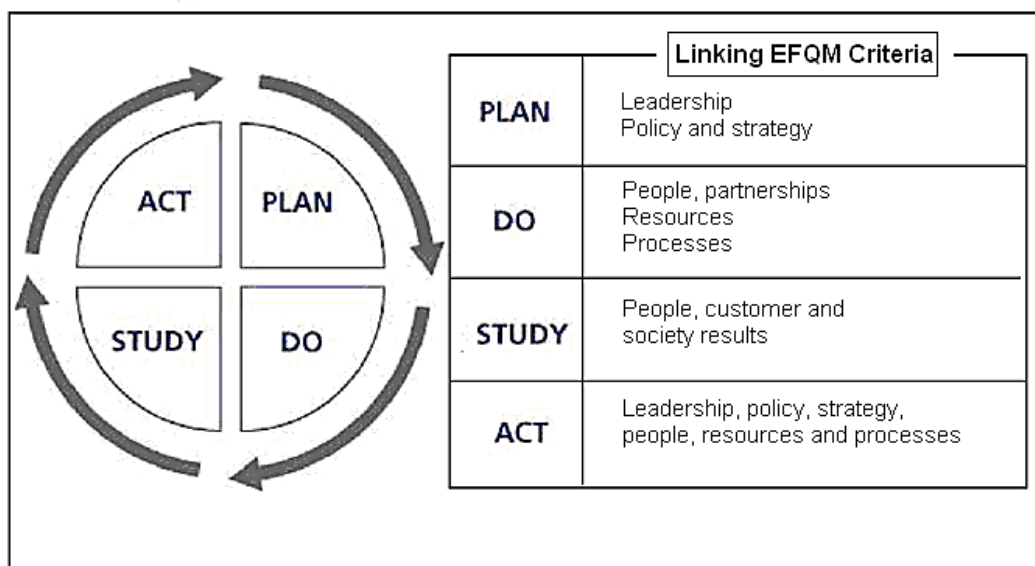 ACT
PLAN
STUDY
DO
Linking EFQM Criteria
PLAN
Leadership
Policy and strategy
DO
People, partnerships
Resources
Processes
STUDY
People, customer and
society results
ACT
Leadership, policy, strategy,
people, resources and processes